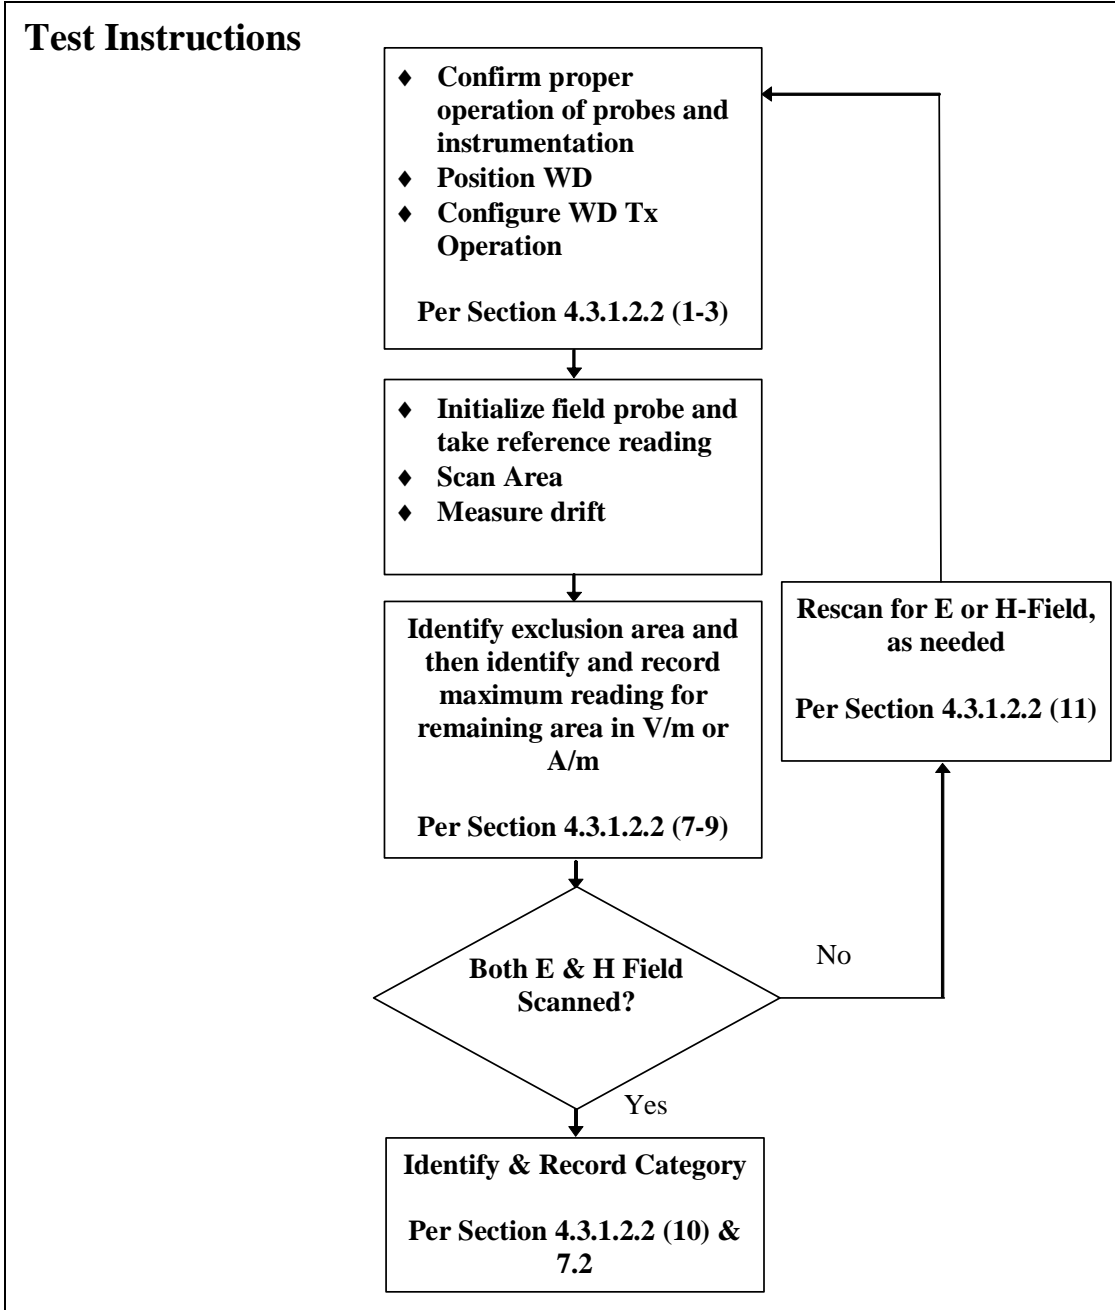 Test Instructions
♦ Confirm proper
operation of probes and
instrumentation
♦ Position WD
♦ Configure WD Tx
Operation
Per Section 4.3.1.2.2 (1-3)
♦ Initialize field probe and
take reference reading
♦ Scan Area
♦ Measure drift
Identify exclusion area and
then identify and record
maximum reading for
remaining area in V/m or
A/m
Per Section 4.3.1.2.2 (7-9)
Rescan for E or H-Field,
as needed
Per Section 4.3.1.2.2 (11)
Both E & H Field
Scanned?
No
Yes
Identify & Record Category
Per Section 4.3.1.2.2 (10) &
7.2